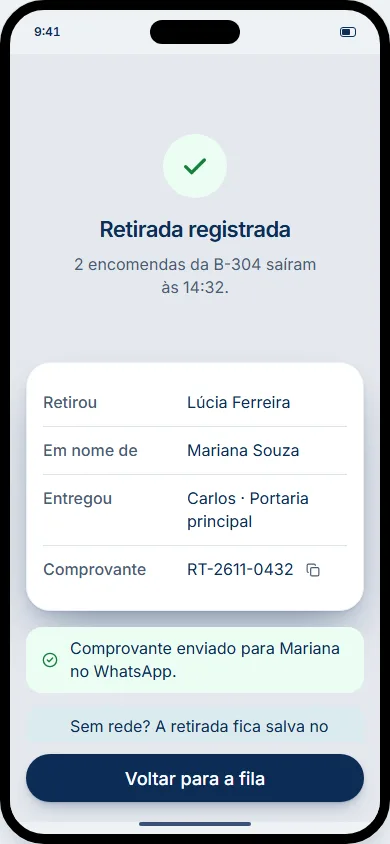 9:41
Retirada registrada
2 encomendas da B-304 saíram
às 14:32.
Retirou
Lúcia Ferreira
Em nome de
Mariana Souza
Entregou
Carlos · Portaria
principal
Comprovante
RT-2611-0432
Comprovante enviado para Mariana
no WhatsApp.
Sem rede? A retirada fica salva no
Voltar para a fila